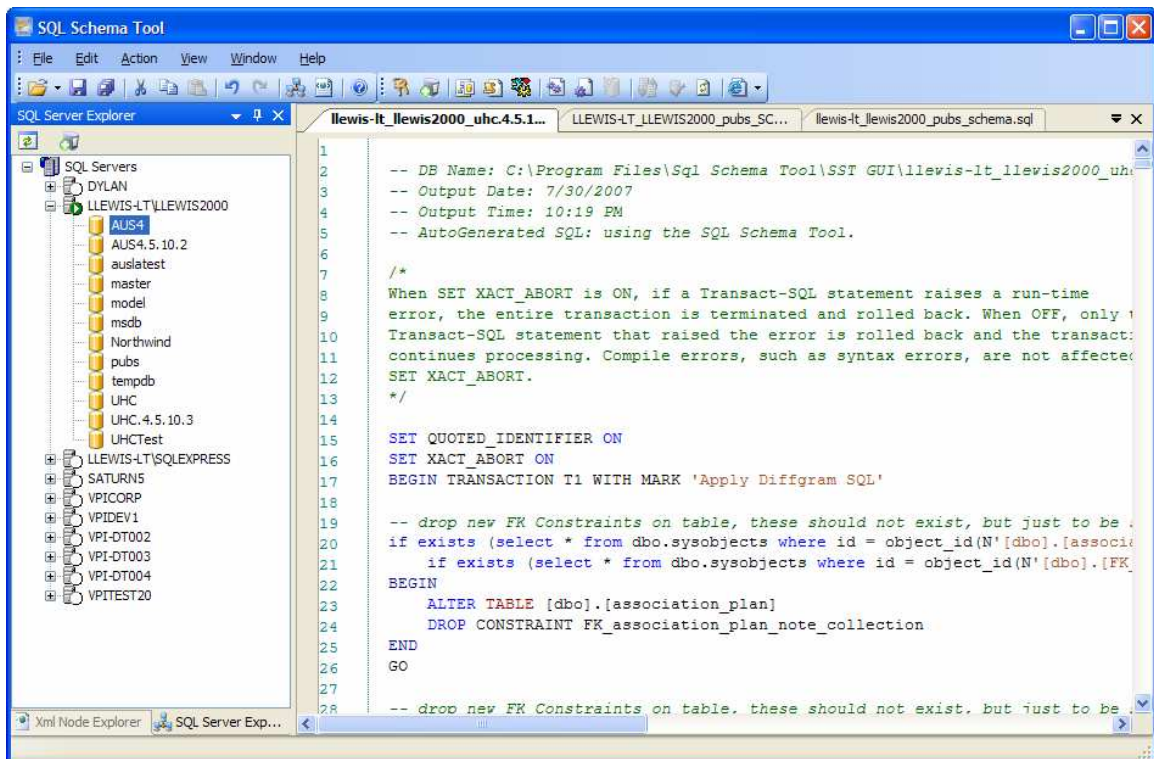 SQL Schema Tool
File Edit Action View Window Help
SQL Server Explorer
SQL Servers
DYLAN
LLEWIS-LT\LLEWIS2000
AUS4
AUS4.5.10.2
auslatest
master
model
msdb
Northwind
pubs
tempdb
UHC
UHC.4.5.10.3
UHCTest
LLEWIS-LT\SQLEXPRESS
SATURN5
VPICORP
VPIDEV1
VPI-DT002
VPI-DT003
VPI-DT004
VPITEST20
Xml Node Explorer SQL Server Exp...
llewis-lt_llewis2000_uhc.4.5.1... LLEWIS-LT_LLEWIS2000_pubs_SC... llewis-lt_llewis2000_pubs_schema.sql
1
2 -- DB Name: C:\Program Files\Sql Schema Tool\SST GUI\llewis-lt_llewis2000_uh
3 -- Output Date: 7/30/2007
4 -- Output Time: 10:19 PM
5 -- AutoGenerated SQL: using the SQL Schema Tool.
6
7 /*
8 When SET XACT_ABORT is ON, if a Transact-SQL statement raises a run-time
9 error, the entire transaction is terminated and rolled back. When OFF, only
10 Transact-SQL statement that raised the error is rolled back and the transact
11 continues processing. Compile errors, such as syntax errors, are not affected
12 SET XACT_ABORT.
13 */
14
15 SET QUOTED_IDENTIFIER ON
16 SET XACT_ABORT ON
17 BEGIN TRANSACTION T1 WITH MARK 'Apply Diffgram SQL'
18
19 -- drop new FK Constraints on table, these should not exist, but just to be
20 if exists (select * from dbo.sysobjects where id = object_id(N'[dbo].[associa
21 if exists (select * from dbo.sysobjects where id = object_id(N'[dbo].[FK_
22 BEGIN
23 ALTER TABLE [dbo].[association_plan]
24 DROP CONSTRAINT FK_association_plan_note_collection
25 END
26 GO
27
28 -- drop new FK Constraints on table, these should not exist, but just to be